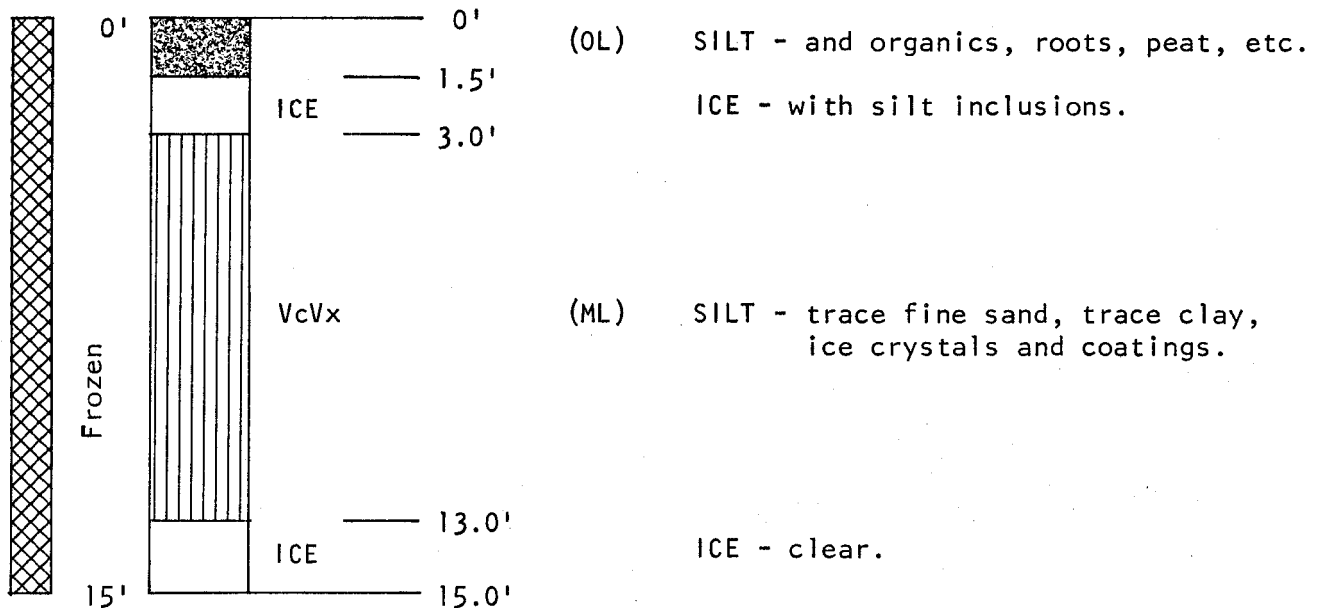 0' 0' (OL) SILT - and organics, roots, peat, etc.
1.5'
ICE ICE - with silt inclusions.
3.0'
VcVx (ML) SILT - trace fine sand, trace clay,
ice crystals and coatings.
Frozen
13.0'
ICE ICE - clear.
15' 15.0'